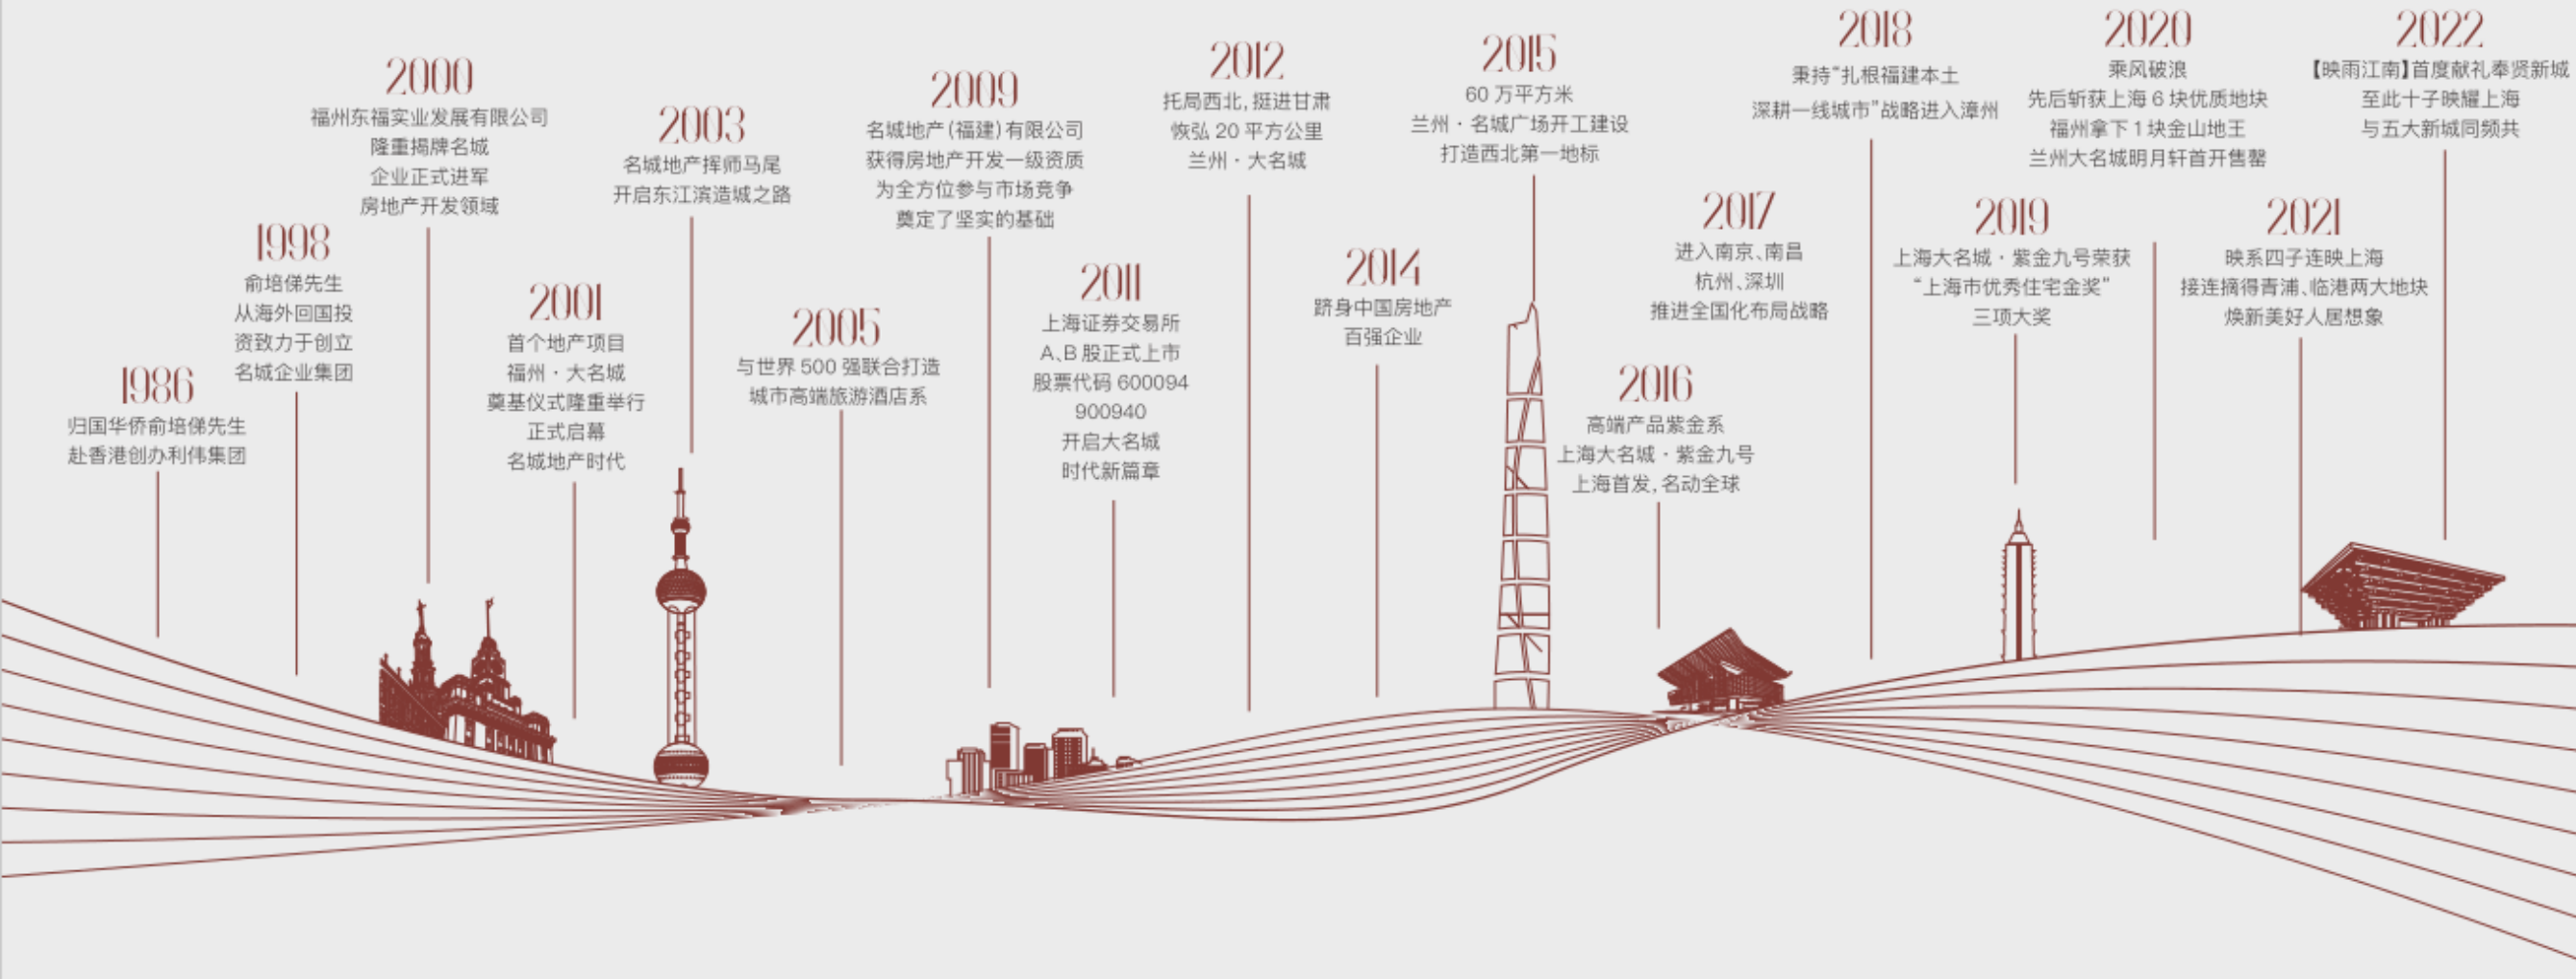 1986
归国华侨俞培俤先生
赴香港创办利伟集团
1998
俞培俤先生
从海外回国投
资致力于创立
名城企业集团
2000
福州东福实业发展有限公司
隆重揭牌名城
企业正式进军
房地产开发领域
2001
首个地产项目
福州·大名城
奠基仪式隆重举行
正式启幕
名城地产时代
2003
名城地产挥师马尾
开启东江滨造城之路
2005
与世界 500 强联合打造
城市高端旅游酒店系
2009
名城地产(福建)有限公司
获得房地产开发一级资质
为全方位参与市场竞争
奠定了坚实的基础
2011
上海证券交易所
A、B 股正式上市
股票代码 600094
900940
开启大名城
时代新篇章
2012
托局西北,挺进甘肃
恢弘 20 平方公里
兰州·大名城
2014
跻身中国房地产
百强企业
2015
60 万平方米
兰州·名城广场开工建设
打造西北第一地标
2016
高端产品紫金系
上海大名城·紫金九号
上海首发,名动全球
2017
进入南京、南昌
杭州、深圳
推进全国化布局战略
2018
秉持“扎根福建本土
深耕一线城市”战略进入漳州
2019
上海大名城·紫金九号荣获
“上海市优秀住宅金奖”
三项大奖
2020
乘风破浪
先后斩获上海 6 块优质地块
福州拿下 1 块金山地王
兰州大名城明月轩首开售罄
2021
映系四子连映上海
接连摘得青浦、临港两大地块
焕新美好人居想象
2022
【映雨江南】首度献礼奉贤新城
至此十子映耀上海
与五大新城同频共